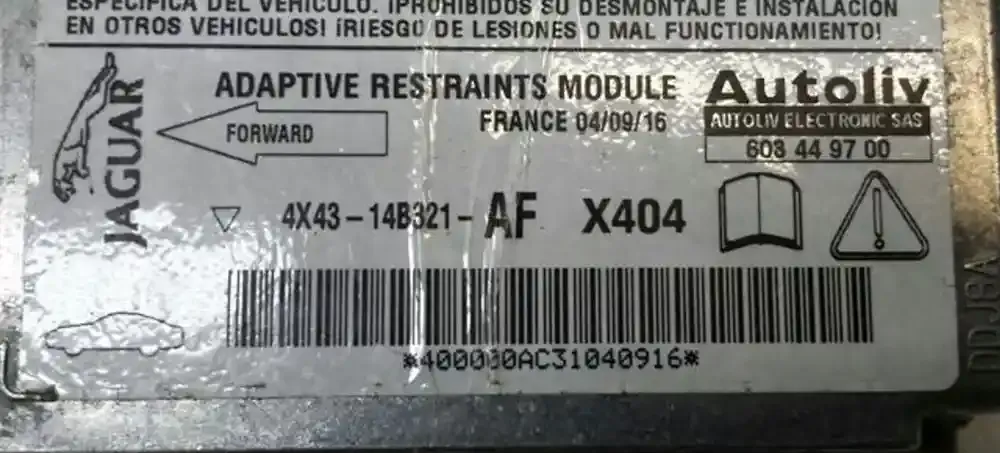 ESPECIFICA DEL VEHICULO. ¡PROHIBIDOS SU DESMONTAJE E INSTALACION
EN OTROS VEHICULOS! ¡RIESGO DE LESIONES O MAL FUNCIONAMIENTO!
JAGUAR
ADAPTIVE RESTRAINTS MODULE
FRANCE 04/09/16
FORWARD
Autoliv
AUTOLIV ELECTRONIC SAS
603 44 97 00
4X43-14B321-AF X404
*400000AC31040916*